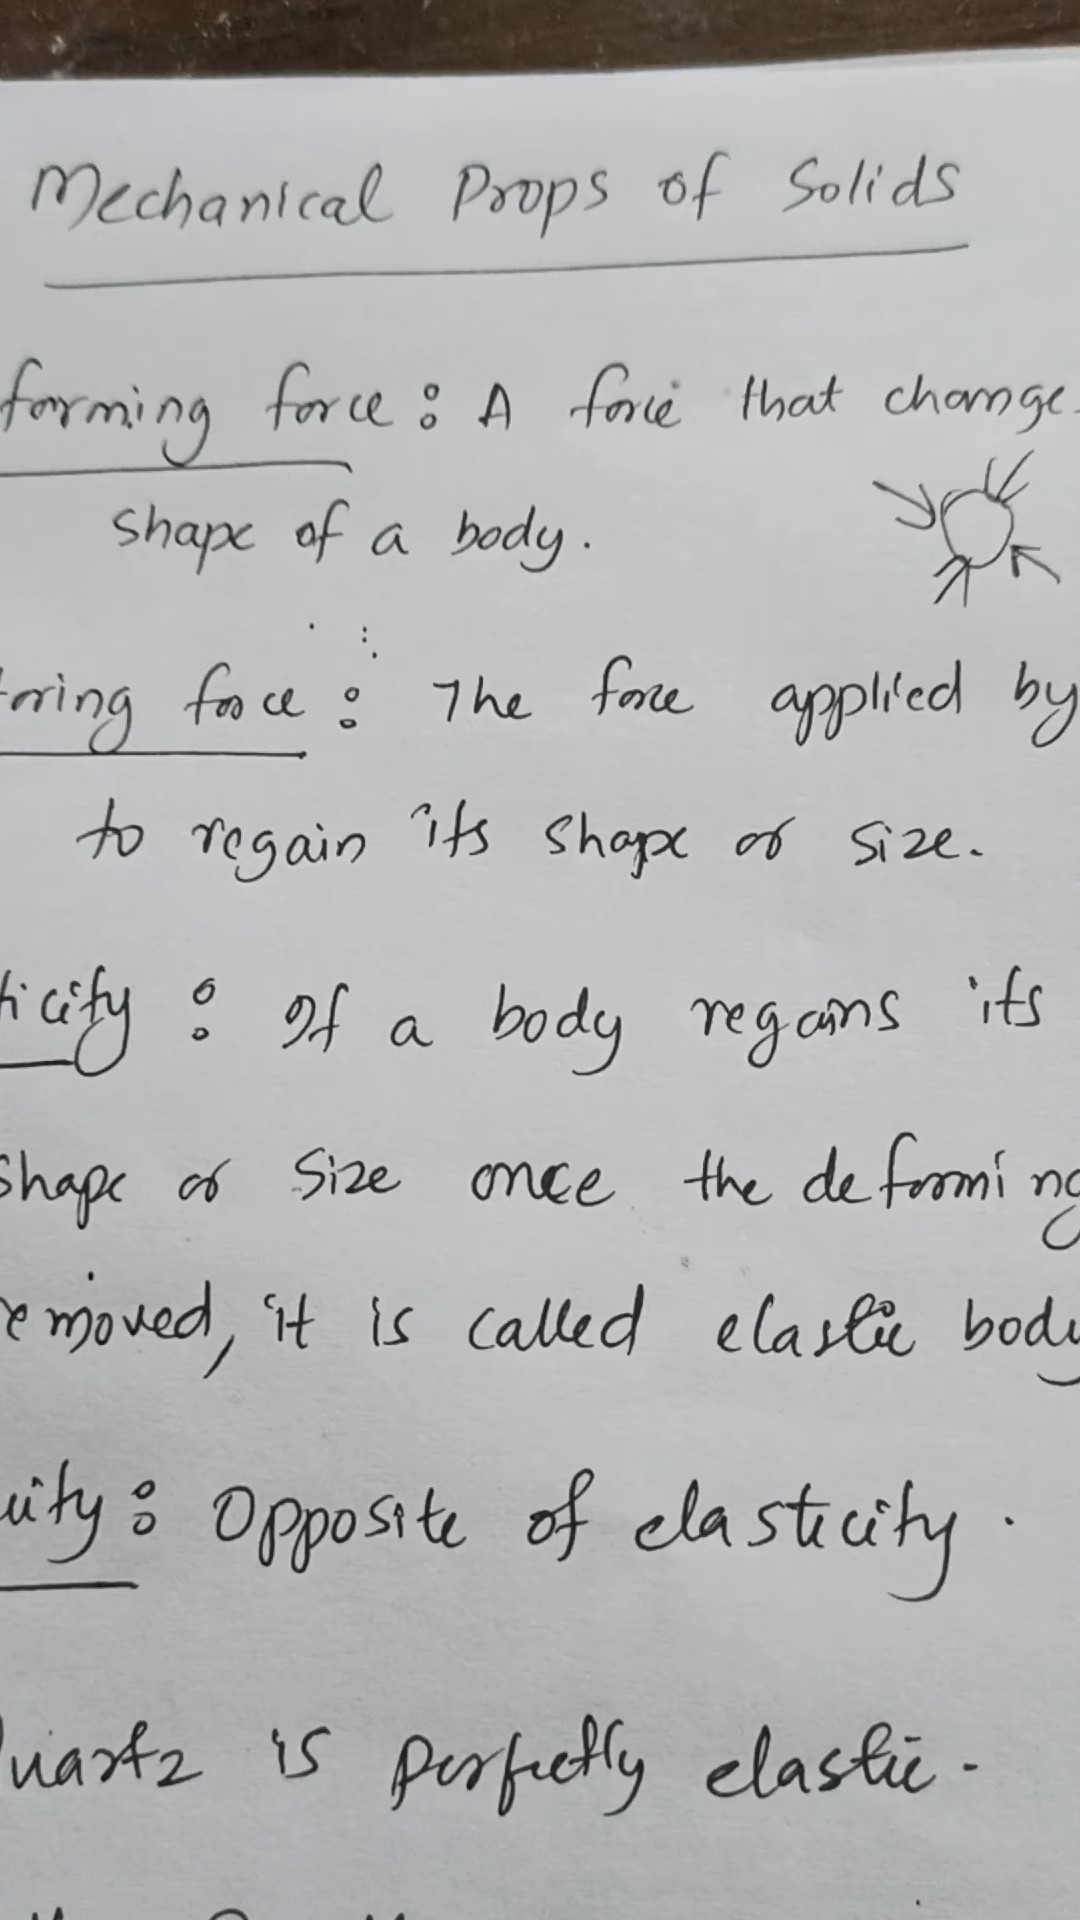 Mechanical Props of Solids
forming force : A force that change
shape of a body.
toring force : The force applied by
to regain its shape or size.
ticity : If a body regains its
shape or size once the deforming
removed, it is called elastic body
city : Opposite of elasticity.
uartz is perfectly elastic.